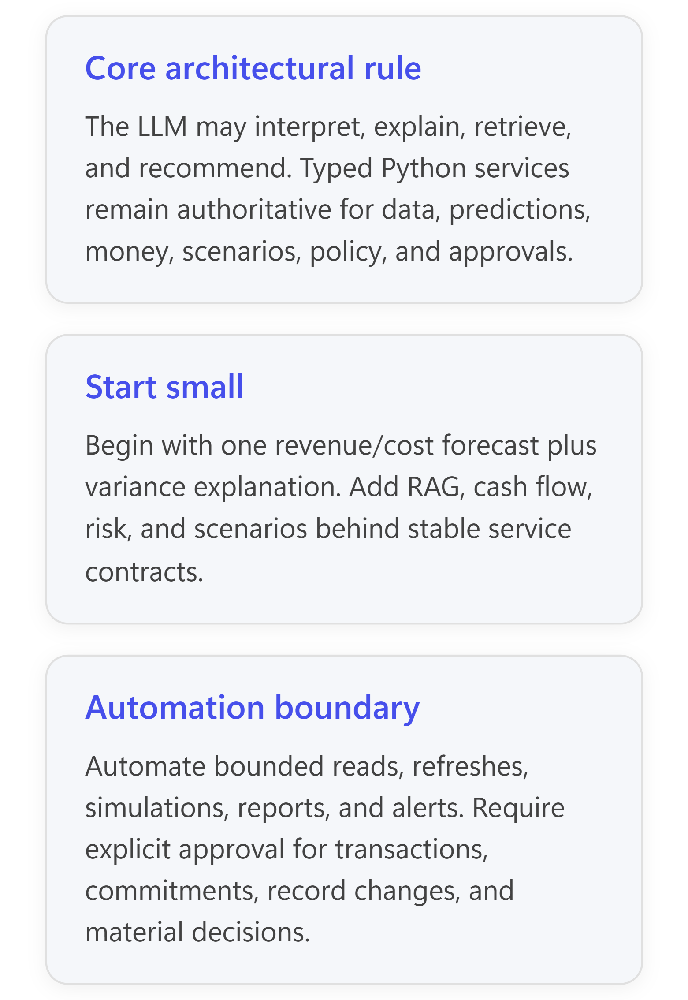 Core architectural rule
The LLM may interpret, explain, retrieve,
and recommend. Typed Python services
remain authoritative for data, predictions,
money, scenarios, policy, and approvals.
Start small
Begin with one revenue/cost forecast plus
variance explanation. Add RAG, cash flow,
risk, and scenarios behind stable service
contracts.
Automation boundary
Automate bounded reads, refreshes,
simulations, reports, and alerts. Require
explicit approval for transactions,
commitments, record changes, and
material decisions.